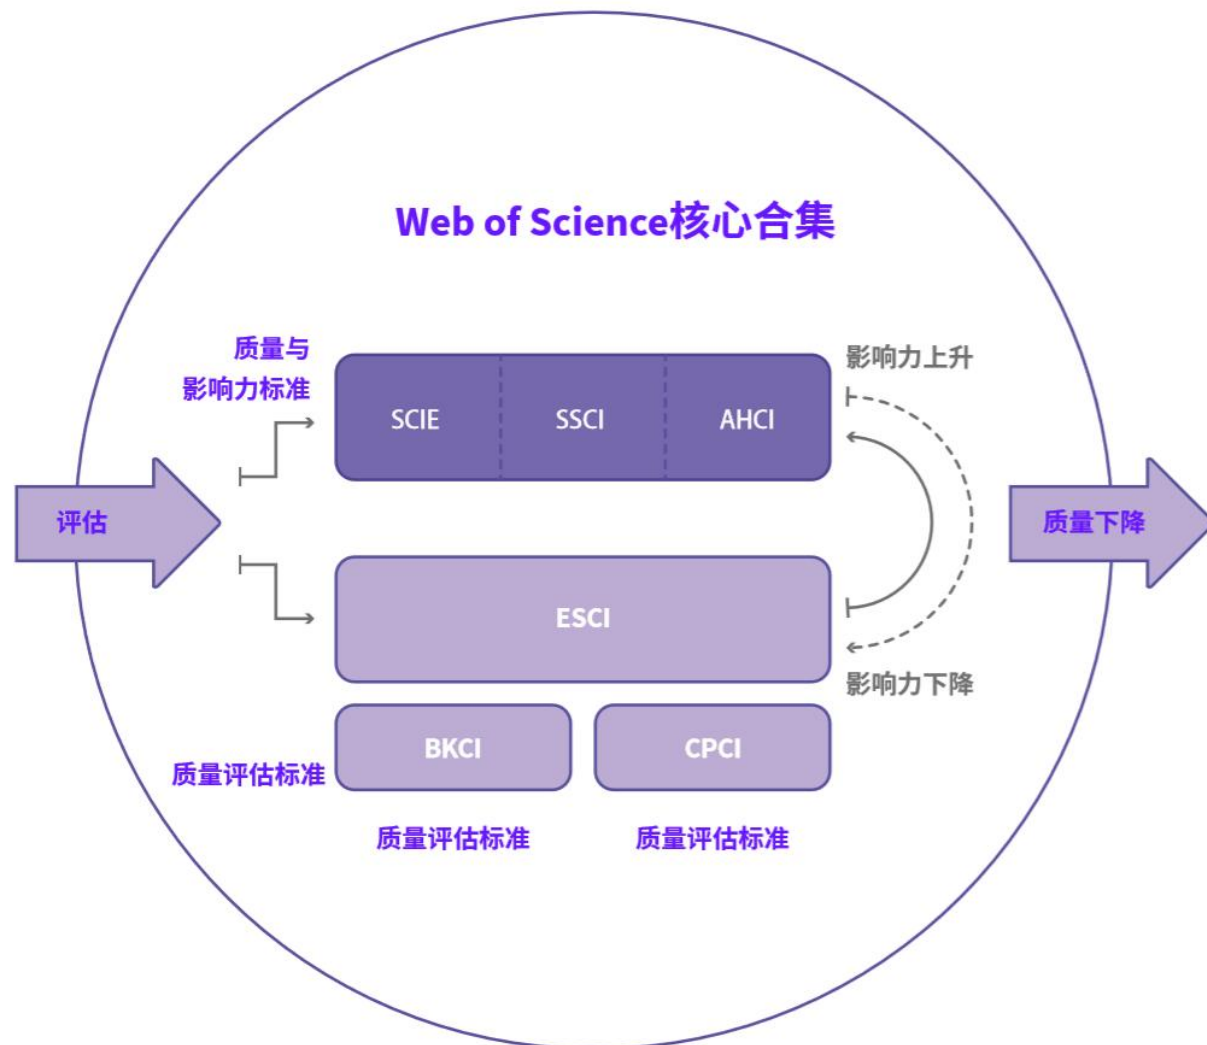 Web of Science核心合集
质量与
影响力标准
影响力上升
SCIE
SSCI
AHCI
评估
质量下降
ESCI
影响力下降
BKCI
CPCI
质量评估标准
质量评估标准
质量评估标准